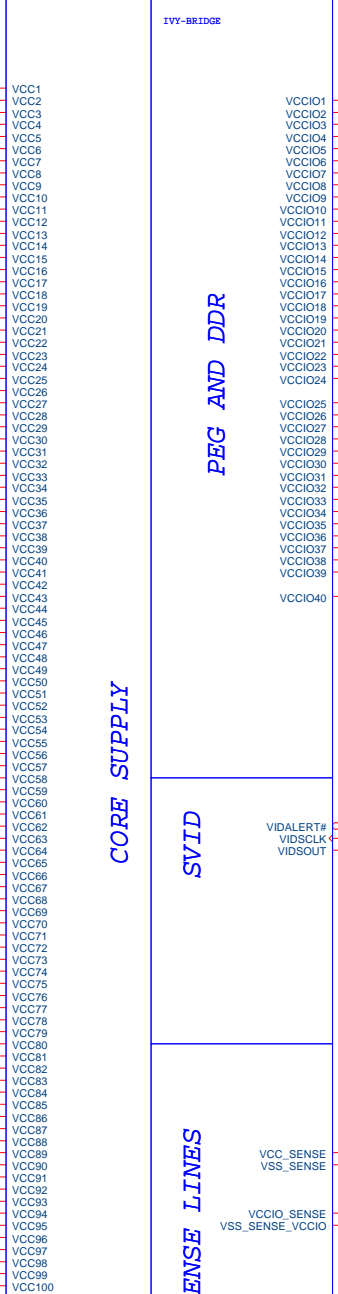 IVY-BRIDGE
VCC1
VCC2
VCC3
VCC4
VCC5
VCC6
VCC7
VCC8
VCC9
VCC10
VCC11
VCC12
VCC13
VCC14
VCC15
VCC16
VCC17
VCC18
VCC19
VCC20
VCC21
VCC22
VCC23
VCC24
VCC25
VCC26
VCC27
VCC28
VCC29
VCC30
VCC31
VCC32
VCC33
VCC34
VCC35
VCC36
VCC37
VCC38
VCC39
VCC40
VCC41
VCC42
VCC43
VCC44
VCC45
VCC46
VCC47
VCC48
VCC49
VCC50
VCC51
VCC52
VCC53
VCC54
VCC55
VCC56
VCC57
VCC58
VCC59
VCC60
VCC61
VCC62
VCC63
VCC64
VCC65
VCC66
VCC67
VCC68
VCC69
VCC70
VCC71
VCC72
VCC73
VCC74
VCC75
VCC76
VCC77
VCC78
VCC79
VCC80
VCC81
VCC82
VCC83
VCC84
VCC85
VCC86
VCC87
VCC88
VCC89
VCC90
VCC91
VCC92
VCC93
VCC94
VCC95
VCC96
VCC97
VCC98
VCC99
VCC100
CORE SUPPLY
PEG AND DDR
VCCIO1
VCCIO2
VCCIO3
VCCIO4
VCCIO5
VCCIO6
VCCIO7
VCCIO8
VCCIO9
VCCIO10
VCCIO11
VCCIO12
VCCIO13
VCCIO14
VCCIO15
VCCIO16
VCCIO17
VCCIO18
VCCIO19
VCCIO20
VCCIO21
VCCIO22
VCCIO23
VCCIO24
VCCIO25
VCCIO26
VCCIO27
VCCIO28
VCCIO29
VCCIO30
VCCIO31
VCCIO32
VCCIO33
VCCIO34
VCCIO35
VCCIO36
VCCIO37
VCCIO38
VCCIO39
VCCIO40
SVID
VIDALERT#
VIDSCLK
VIDSOUT
ENSE LINES
VCC_SENSE
VSS_SENSE
VCCIO_SENSE
VSS_SENSE_VCCIO